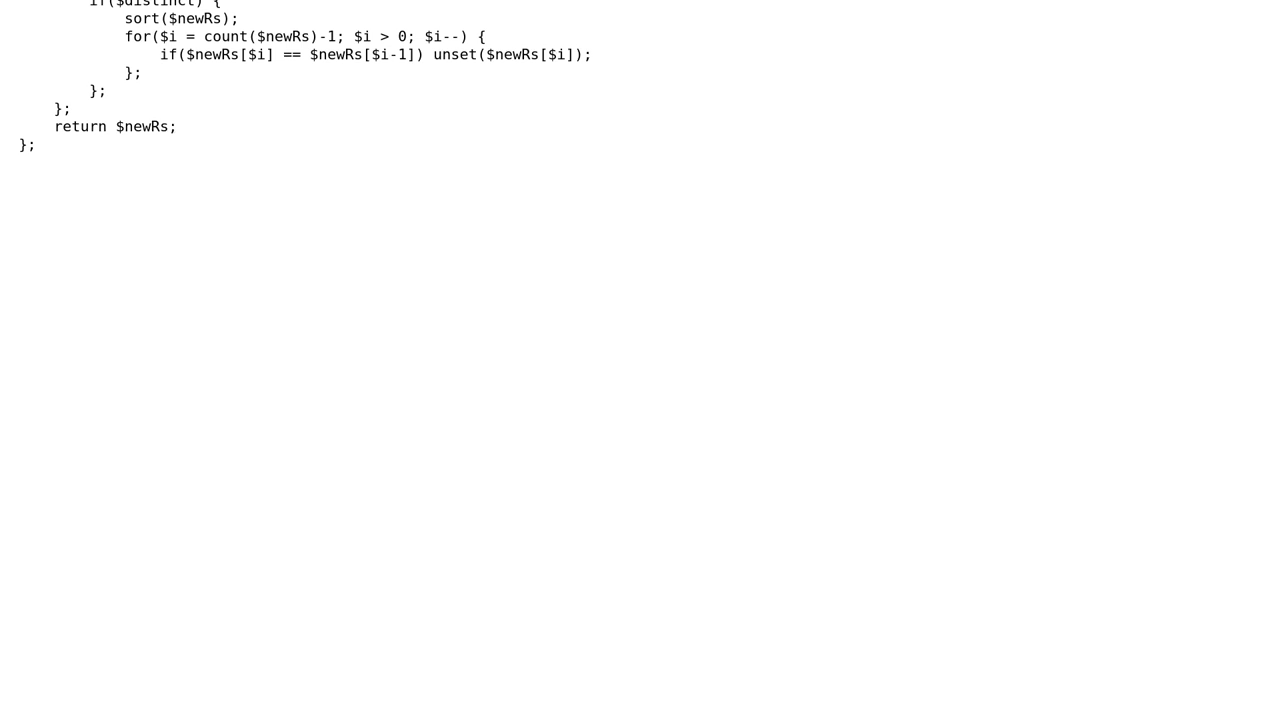 if($distinct) {
sort($newRs);
for($i = count($newRs)-1; $i > 0; $i--) {
if($newRs[$i] == $newRs[$i-1]) unset($newRs[$i]);
};
};
};
return $newRs;
};